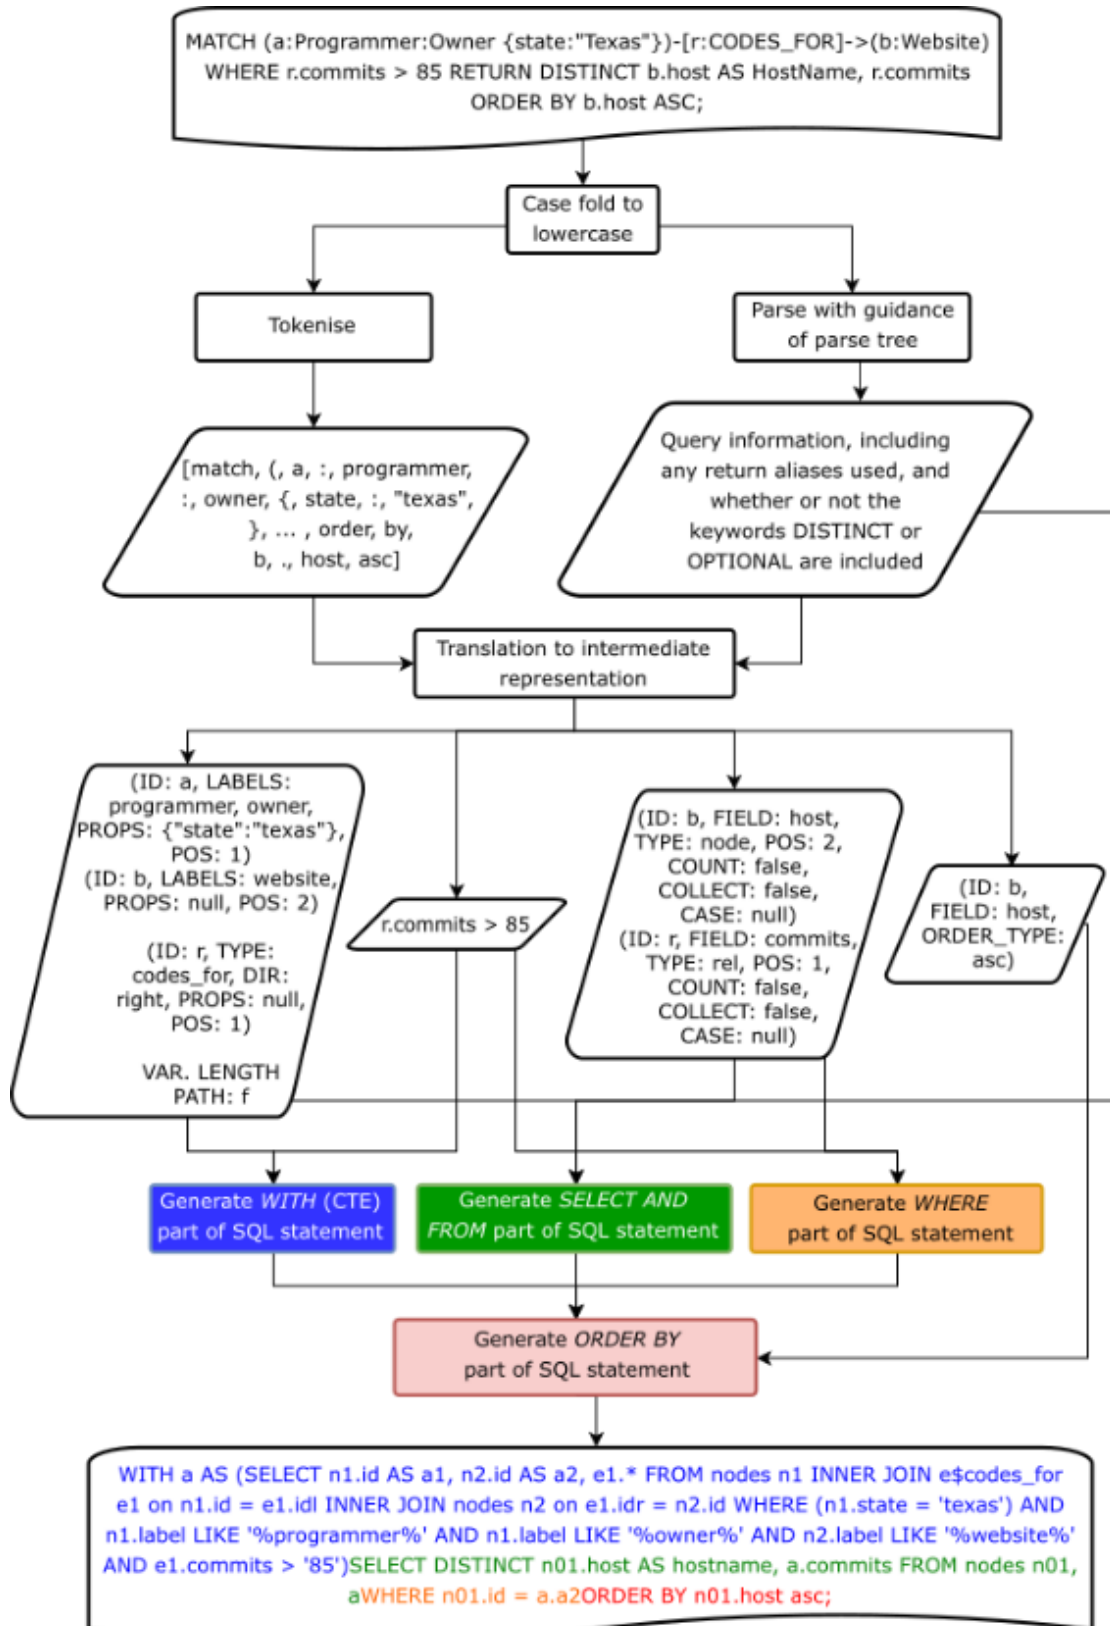 MATCH (a:Programmer:Owner {state:"Texas"})-[r:CODES_FOR]->(b:Website)
WHERE r.commits > 85 RETURN DISTINCT b.host AS HostName, r.commits
ORDER BY b.host ASC;
Case fold to
lowercase
Tokenise
Parse with guidance
of parse tree
[match, (, a, :, programmer,
:, owner, {, state, :, "texas",
}, ... , order, by,
b, ., host, asc]
Query information, including
any return aliases used, and
whether or not the
keywords DISTINCT or
OPTIONAL are included
Translation to intermediate
representation
(ID: a, LABELS:
programmer, owner,
PROPS: {"state":"texas"},
POS: 1)
(ID: b, LABELS: website,
PROPS: null, POS: 2)
(ID: r, TYPE:
codes_for, DIR:
right, PROPS: null,
POS: 1)
VAR. LENGTH
PATH: f
r.commits > 85
(ID: b, FIELD: host,
TYPE: node, POS: 2,
COUNT: false,
COLLECT: false,
CASE: null)
(ID: r, FIELD: commits,
TYPE: rel, POS: 1,
COUNT: false,
COLLECT: false,
CASE: null)
(ID: b,
FIELD: host,
ORDER_TYPE:
asc)
Generate WITH (CTE)
part of SQL statement
Generate SELECT AND
FROM part of SQL statement
Generate WHERE
part of SQL statement
Generate ORDER BY
part of SQL statement
WITH a AS (SELECT n1.id AS a1, n2.id AS a2, e1.* FROM nodes n1 INNER JOIN e$codes_for
e1 on n1.id = e1.idl INNER JOIN nodes n2 on e1.idr = n2.id WHERE (n1.state = 'texas') AND
n1.label LIKE '%programmer%' AND n1.label LIKE '%owner%' AND n2.label LIKE '%website%'
AND e1.commits > '85')SELECT DISTINCT n01.host AS hostname, a.commits FROM nodes n01,
aWHERE n01.id = a.a2ORDER BY n01.host asc;